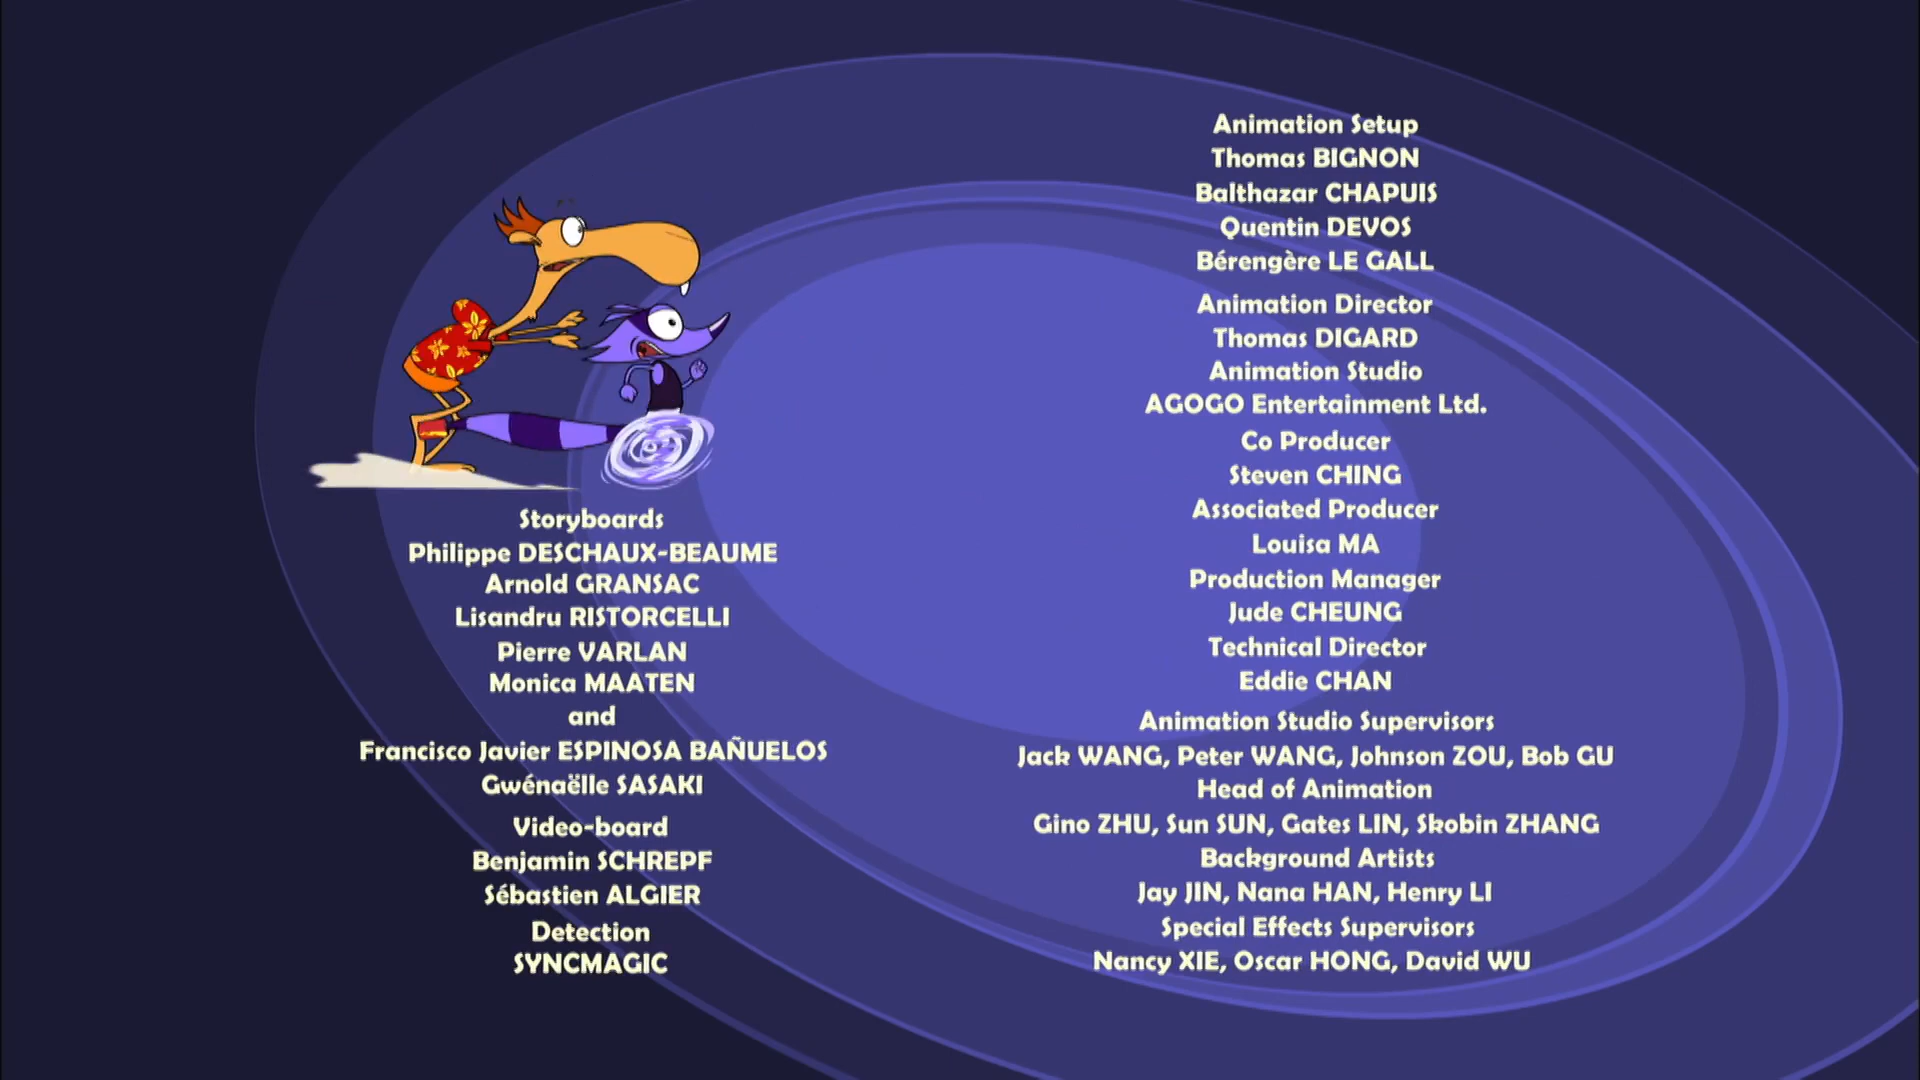 Storyboards
Philippe DESCHAUX-BEAUME
Arnold GRANSAC
Lisandru RISTORCELLI
Pierre VARLAN
Monica MAATEN
and
Francisco Javier ESPINOSA BAÑUELOS
Gwénaëlle SASAKI
Video-board
Benjamin SCHREPF
Sébastien ALGIER
Detection
SYNCMAGIC
Animation Setup
Thomas BIGNON
Balthazar CHAPUIS
Quentin DEVOS
Bérengère LE GALL
Animation Director
Thomas DIGARD
Animation Studio
AGOGO Entertainment Ltd.
Co Producer
Steven CHING
Associated Producer
Louisa MA
Production Manager
Jude CHEUNG
Technical Director
Eddie CHAN
Animation Studio Supervisors
Jack WANG, Peter WANG, Johnson ZOU, Bob GU
Head of Animation
Gino ZHU, Sun SUN, Gates LIN, Skobin ZHANG
Background Artists
Jay JIN, Nana HAN, Henry LI
Special Effects Supervisors
Nancy XIE, Oscar HONG, David WU